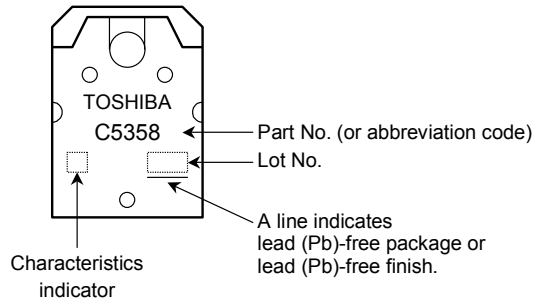 TOSHIBA
C5358
Part No. (or abbreviation code)
Lot No.
A line indicates
lead (Pb)-free package or
lead (Pb)-free finish.
Characteristics
indicator